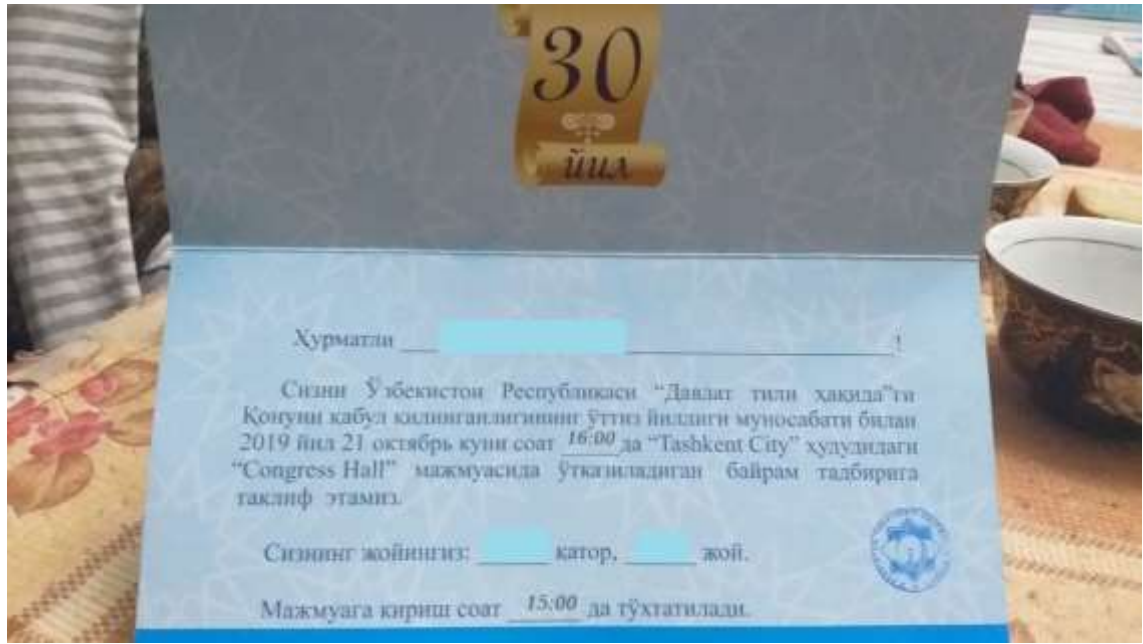 30
йил
Ҳурматли !
Сизни Ўзбекистон Республикаси “Давлат тили ҳақида”ги
Қонуни қабул қилинганлигининг ўттиз йиллиги муносабати билан
2019 йил 21 октябрь куни соат 16:00 да “Tashkent City” ҳудудидаги
“Congress Hall” мажмуасида ўтказиладиган байрам тадбирига
таклиф этамиз.
Сизнинг жойингиз: қатор, жой.
Мажмуага кириш соат 15:00 да тўхтатилади.